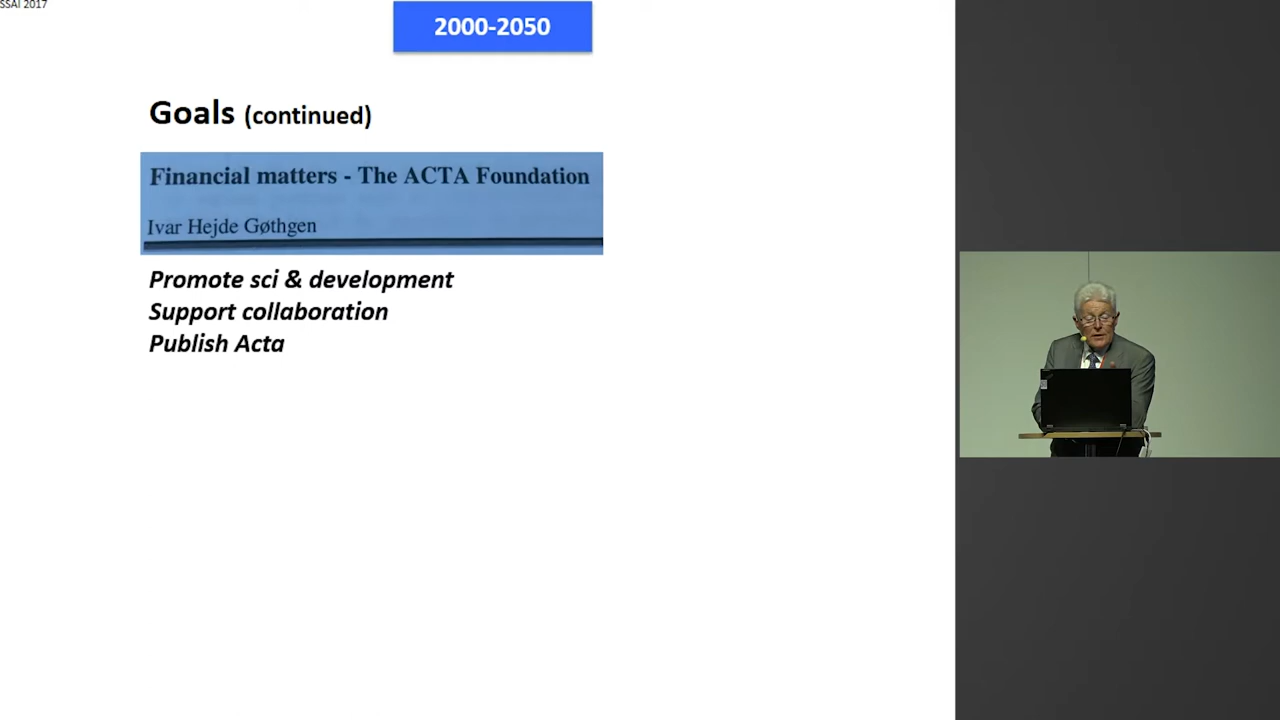 SSAI 2017
2000-2050
Goals (continued)
Financial matters - The ACTA Foundation
Ivar Hejde Gøthgen
Promote sci & development
Support collaboration
Publish Acta